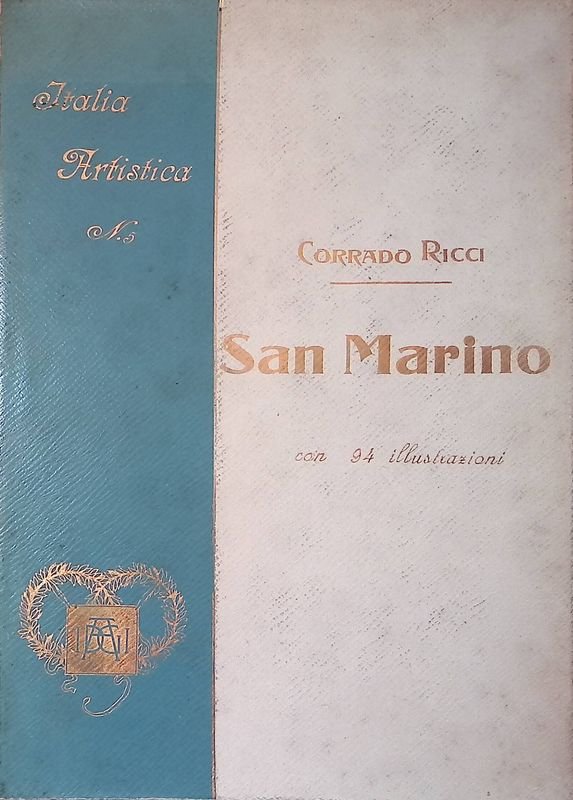 Italia
Artistica
N. 5
CORRADO RICCI
San Marino
con 94 illustrazioni